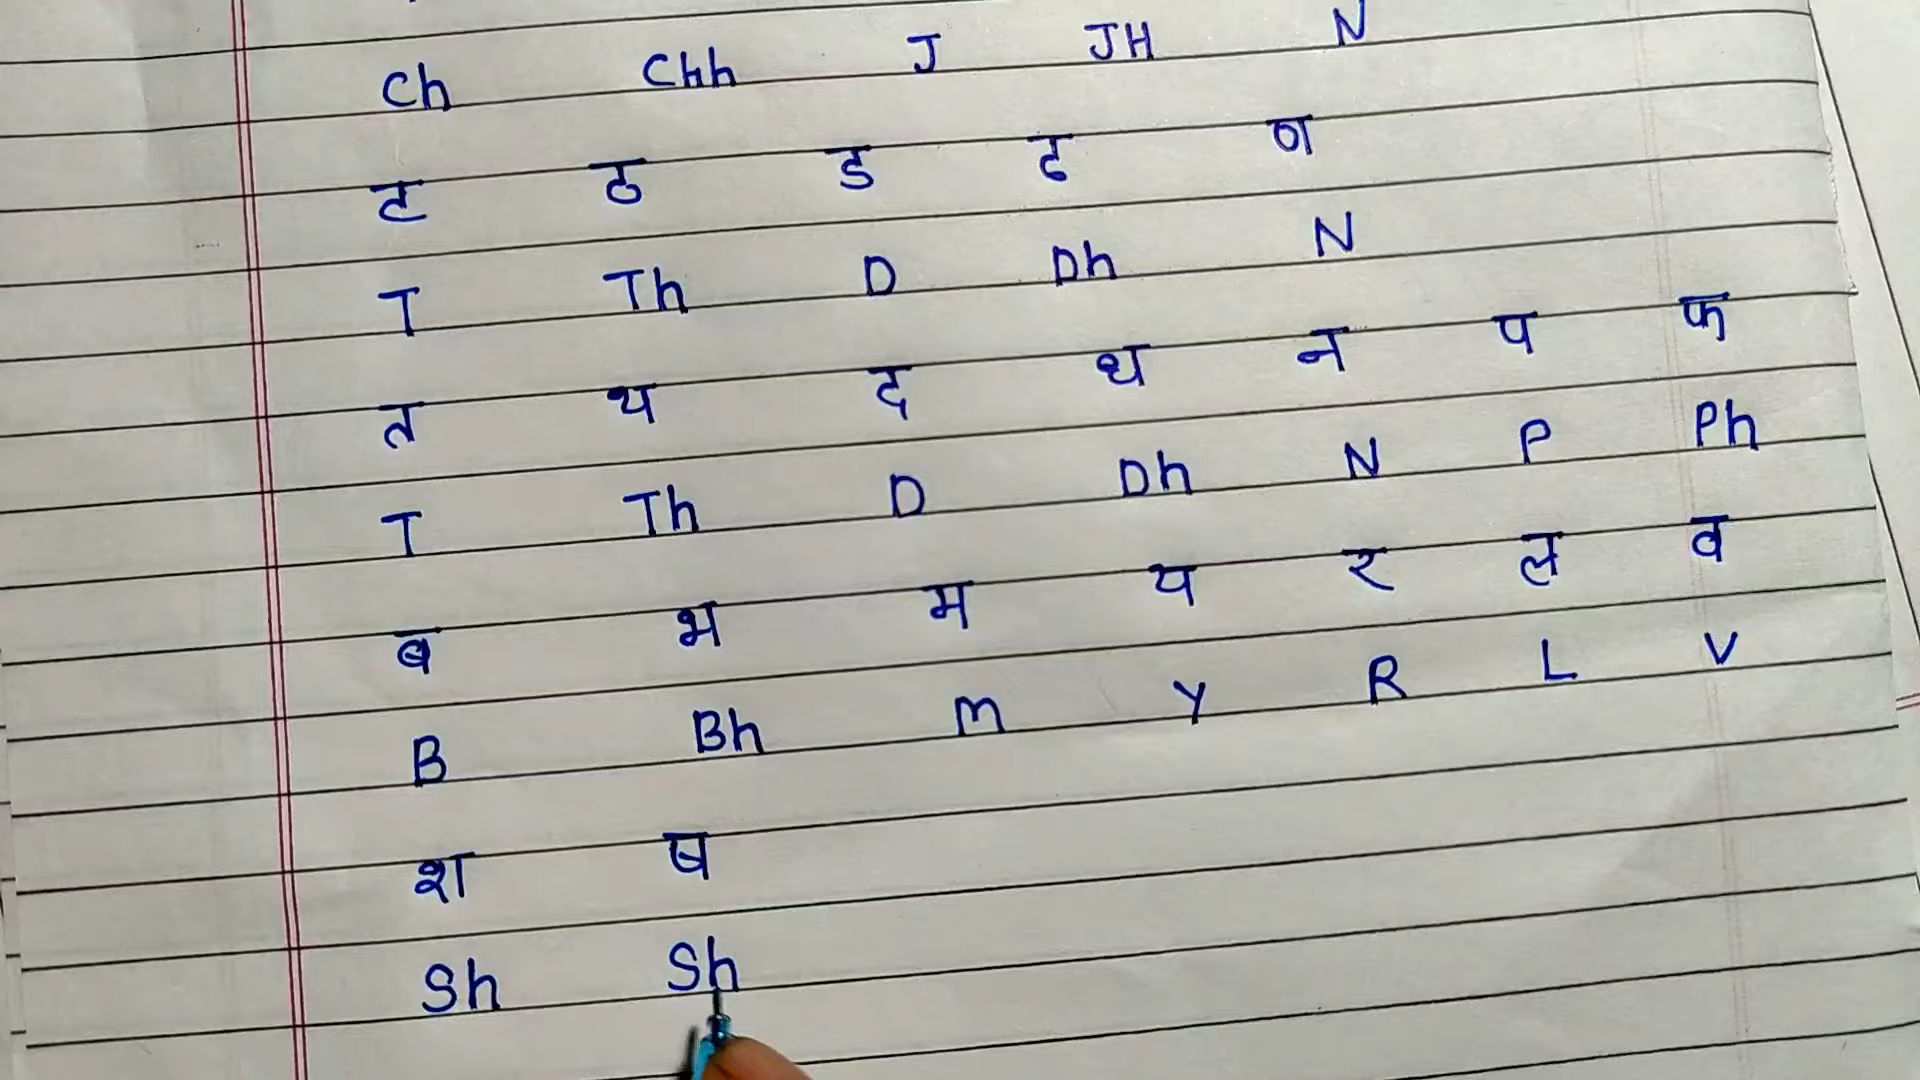 Ch Chh J JH N
ट ठ ड ढ ण
T Th D Dh N
त थ द ध न प फ
T Th D Dh N P Ph
ब भ म य र ल व
B Bh M Y R L V
श ष
Sh Sh